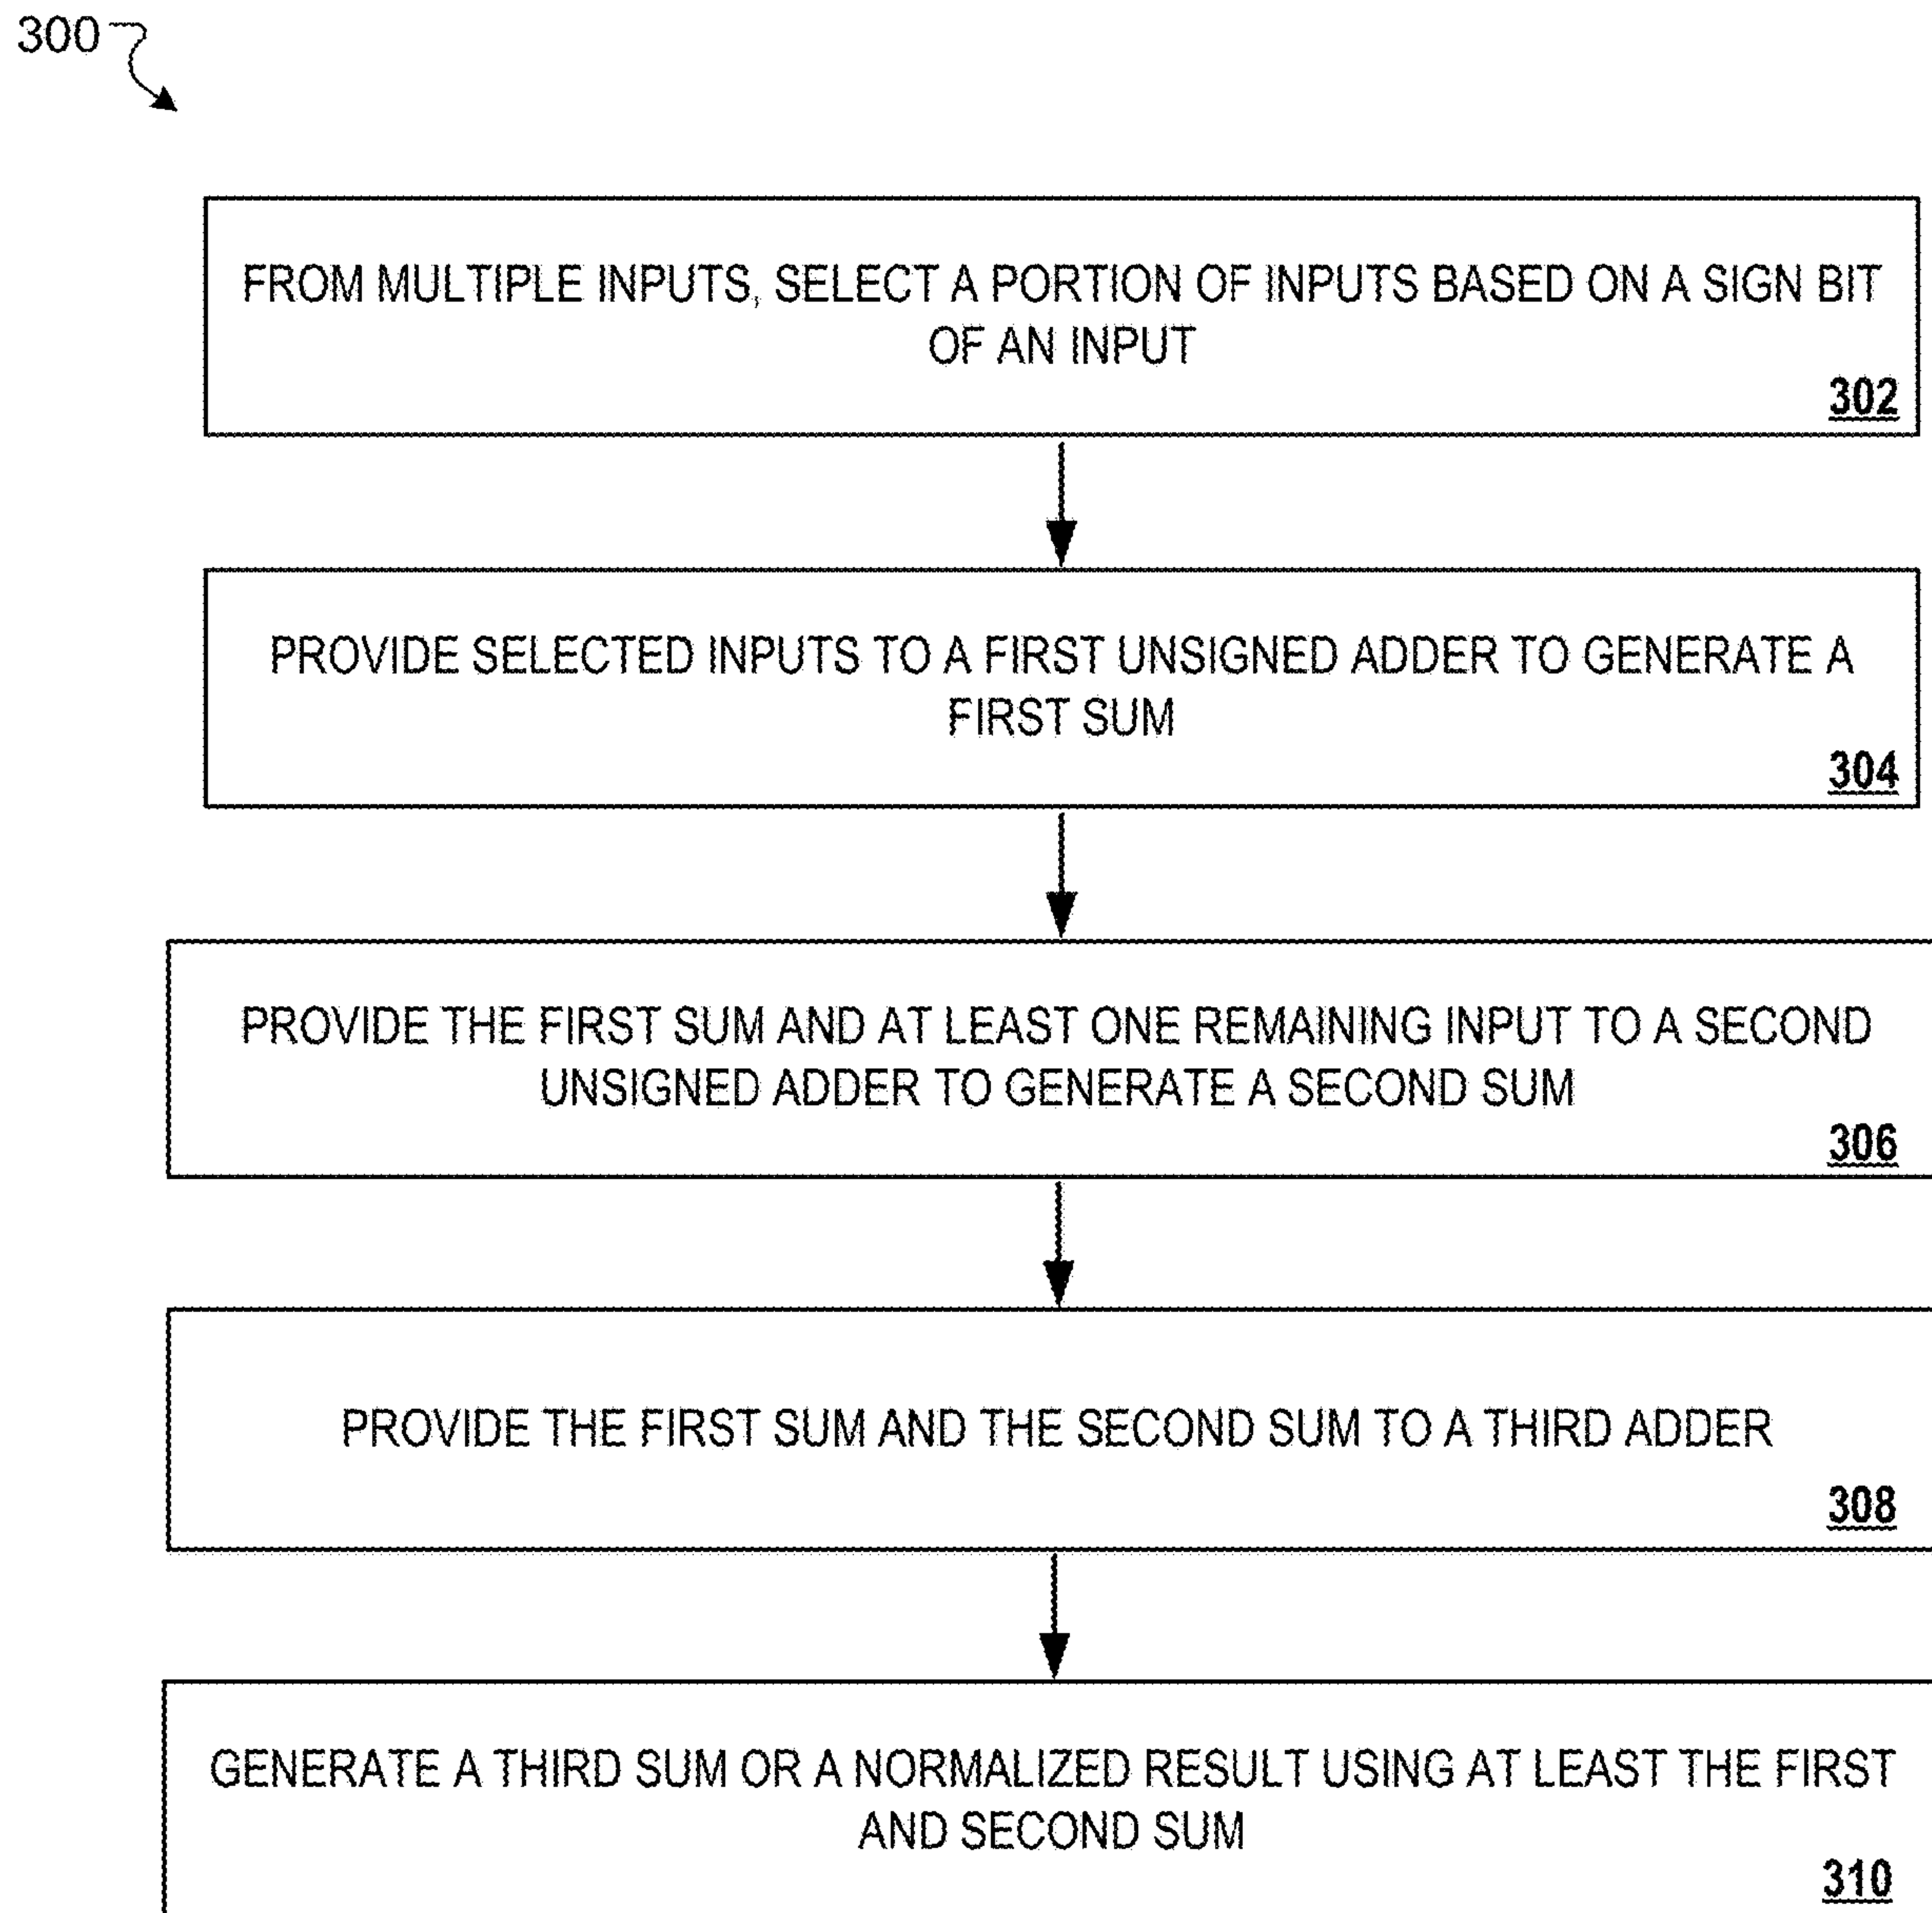 300
FROM MULTIPLE INPUTS, SELECT A PORTION OF INPUTS BASED ON A SIGN BIT
OF AN INPUT
302
PROVIDE SELECTED INPUTS TO A FIRST UNSIGNED ADDER TO GENERATE A
FIRST SUM
304
PROVIDE THE FIRST SUM AND AT LEAST ONE REMAINING INPUT TO A SECOND
UNSIGNED ADDER TO GENERATE A SECOND SUM
306
PROVIDE THE FIRST SUM AND THE SECOND SUM TO A THIRD ADDER
308
GENERATE A THIRD SUM OR A NORMALIZED RESULT USING AT LEAST THE FIRST
AND SECOND SUM
310